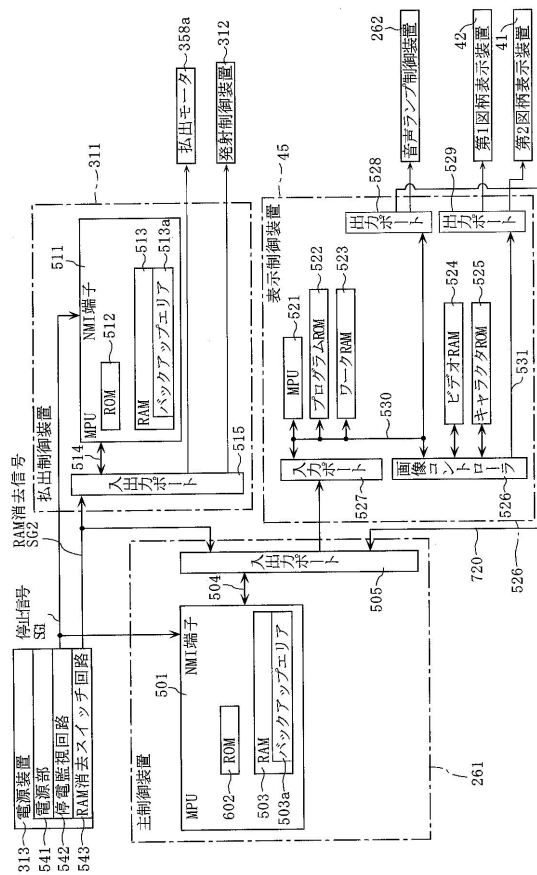 313
電源装置
541
電源部
542
停電監視回路
543
RAM消去スイッチ回路
停止信号
SG1
RAM消去信号
SG2
払出制御装置
311
511
MPU
NMI端子
ROM
512
RAM
513
バックアップエリア
513a
514
入出力ポート
515
払出モータ
358a
発射制御装置
312
主制御装置
261
501
MPU
NMI端子
602
ROM
503
RAM
503a
バックアップエリア
504
入出力ポート
505
720
表示制御装置
45
MPU
521
プログラムROM
522
ワークRAM
523
530
入力ポート
527
ビデオRAM
524
キャラクタROM
525
画像コントローラ
526
526
531
出力ポート
528
出力ポート
529
音声ランプ制御装置
262
第1図柄表示装置
42
第2図柄表示装置
41